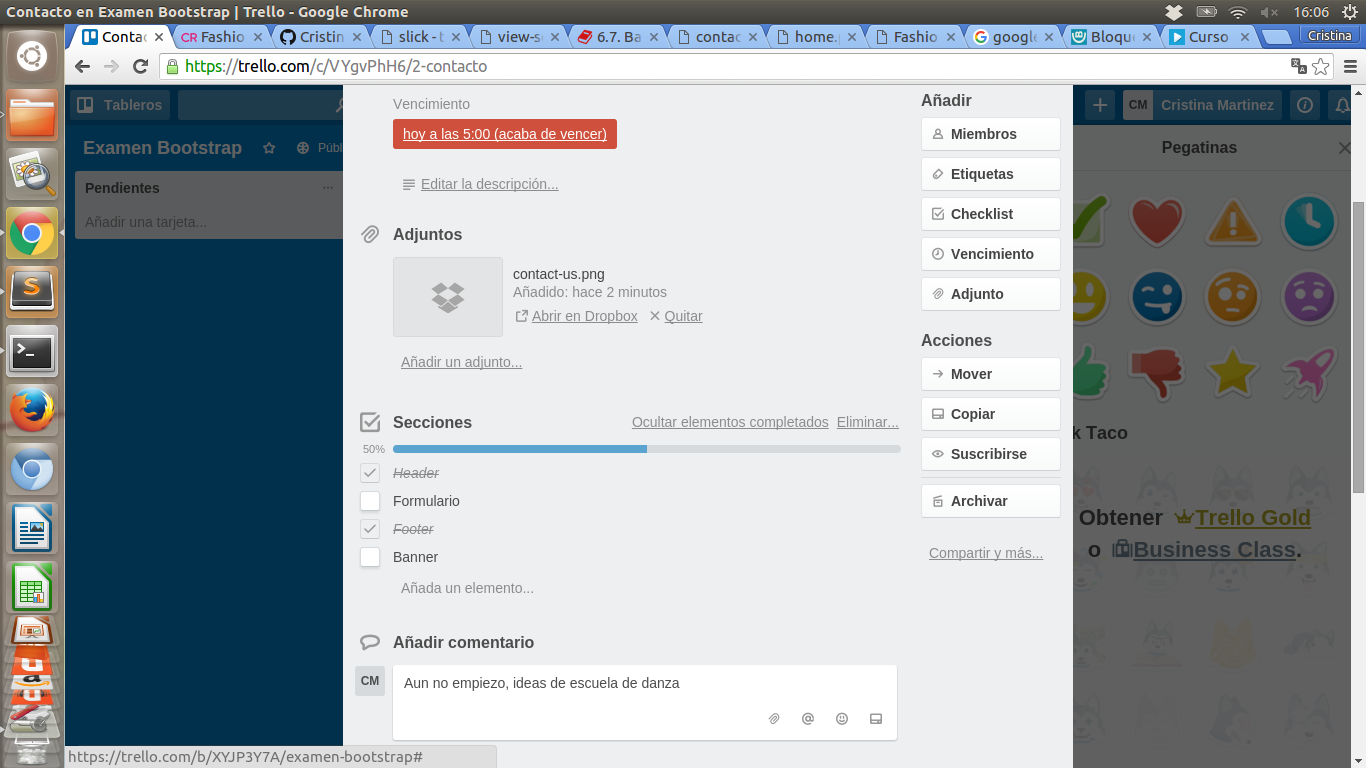 Contacto en Examen Bootstrap | Trello - Google Chrome
16:06
Contac
CR Fashio
Cristin
slick - t
view-s
6.7. Ba
contac
home.
Fashio
google
Bloque
Curso
Cristina
https://trello.com/c/VYgvPhH6/2-contacto
Tableros
CM Cristina Martinez
Examen Bootstrap
Públ
Pendientes
Añadir una tarjeta...
Vencimiento
hoy a las 5:00 (acaba de vencer)
Editar la descripción...
Adjuntos
contact-us.png
Añadido: hace 2 minutos
Abrir en Dropbox
Quitar
Añadir un adjunto...
Secciones
Ocultar elementos completados
Eliminar...
50%
Header
Formulario
Footer
Banner
Añada un elemento...
Añadir comentario
CM
Aun no empiezo, ideas de escuela de danza
Añadir
Miembros
Etiquetas
Checklist
Vencimiento
Adjunto
Acciones
Mover
Copiar
Suscribirse
Archivar
Compartir y más...
Pegatinas
k Taco
Obtener Trello Gold
o Business Class.
https://trello.com/b/XYJP3Y7A/examen-bootstrap#